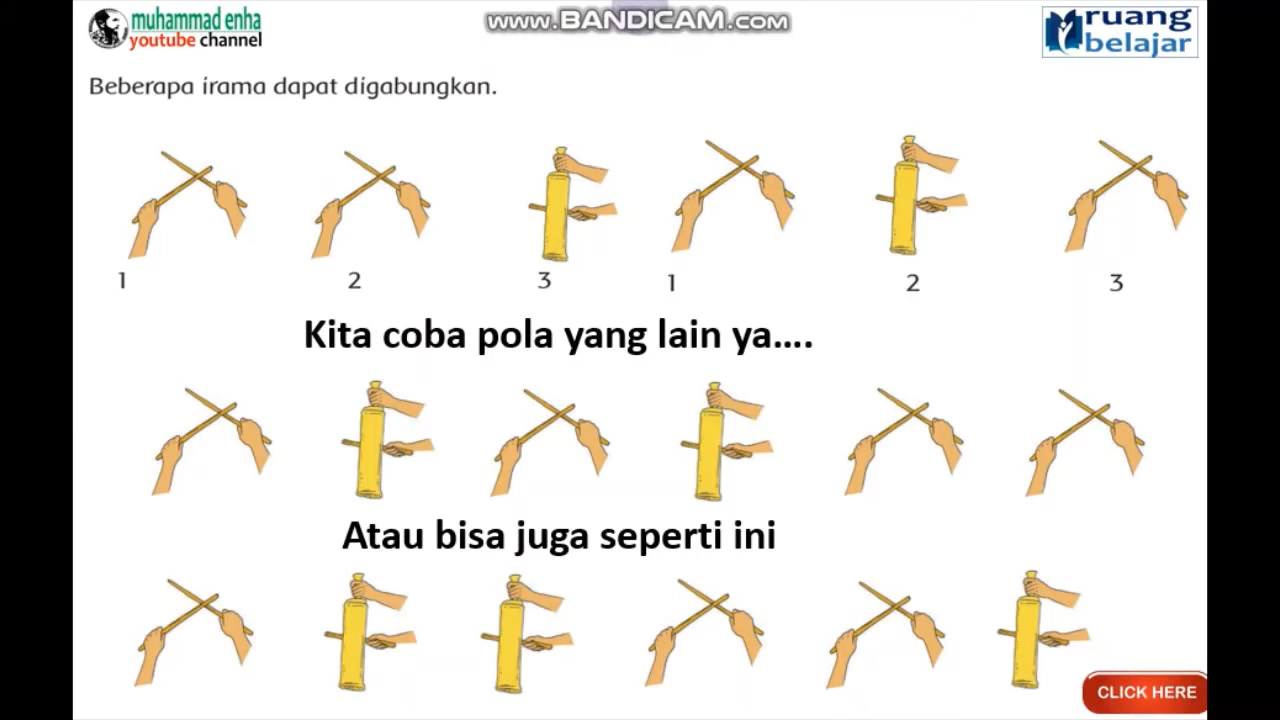 muhammad enha
youtube channel
www.BANDICAM.com
ruang
belajar
Beberapa irama dapat digabungkan.
1 2 3 1 2 3
Kita coba pola yang lain ya....
Atau bisa juga seperti ini
CLICK HERE